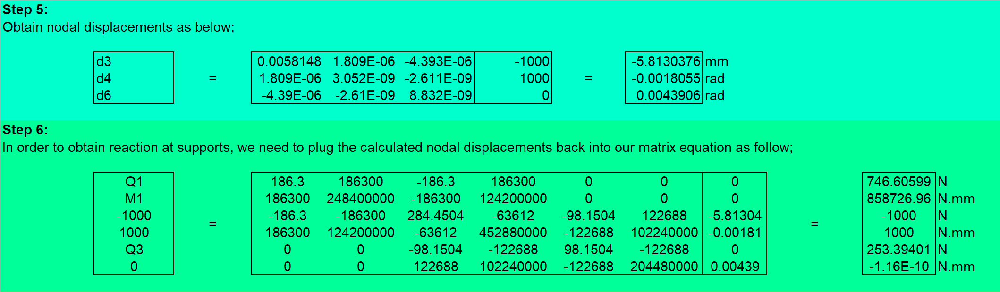 Step 5:
Obtain nodal displacements as below;
d3 0.0058148 1.809E-06 -4.393E-06 -1000 -5.8130376 mm
d4 = 1.809E-06 3.052E-09 -2.611E-09 1000 = -0.0018055 rad
d6 -4.39E-06 -2.61E-09 8.832E-09 0 0.0043906 rad
Step 6:
In order to obtain reaction at supports, we need to plug the calculated nodal displacements back into our matrix equation as follow;
Q1 186.3 186300 -186.3 186300 0 0 0 746.60599 N
M1 186300 248400000 -186300 124200000 0 0 0 858726.96 N.mm
-1000 -186.3 -186300 284.4504 -63612 -98.1504 122688 -5.81304 -1000 N
= =
1000 186300 124200000 -63612 452880000 -122688 102240000 -0.00181 1000 N.mm
Q3 0 0 -98.1504 -122688 98.1504 -122688 0 253.39401 N
0 0 0 122688 102240000 -122688 204480000 0.00439 -1.16E-10 N.mm